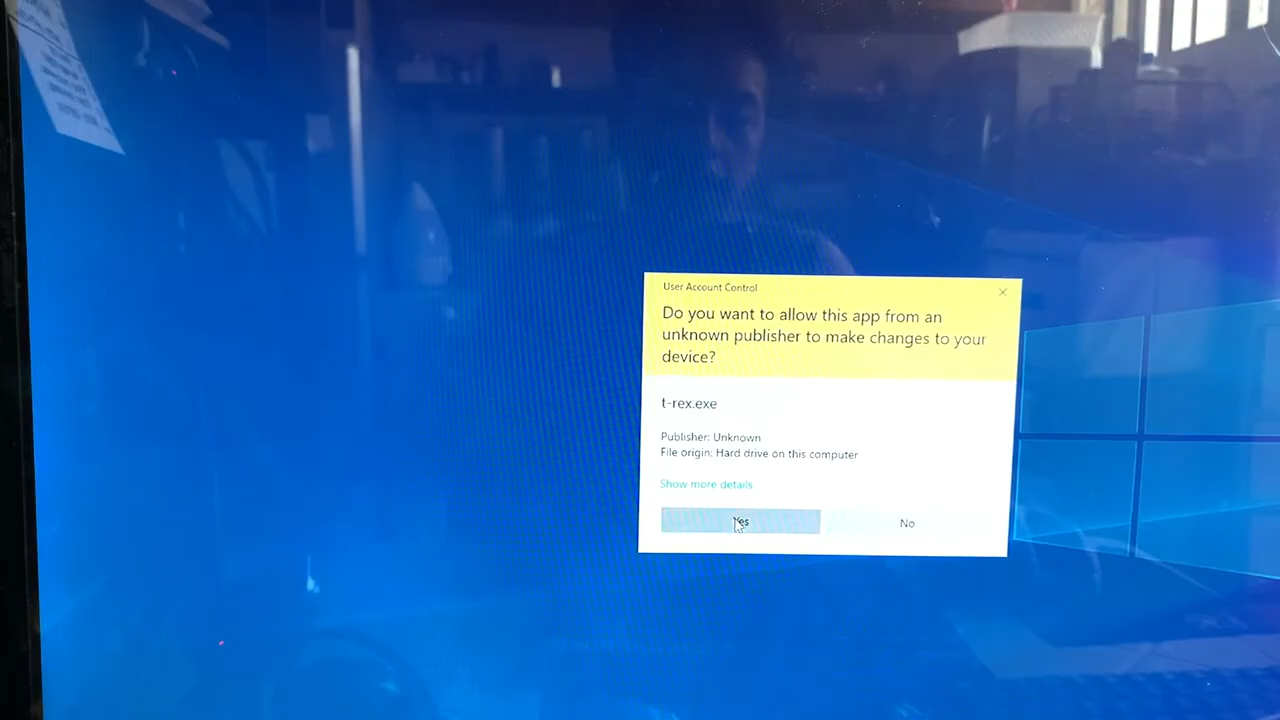 User Account Control
Do you want to allow this app from an
unknown publisher to make changes to your
device?
t-rex.exe
Publisher: Unknown
File origin: Hard drive on this computer
Show more details
Yes
No